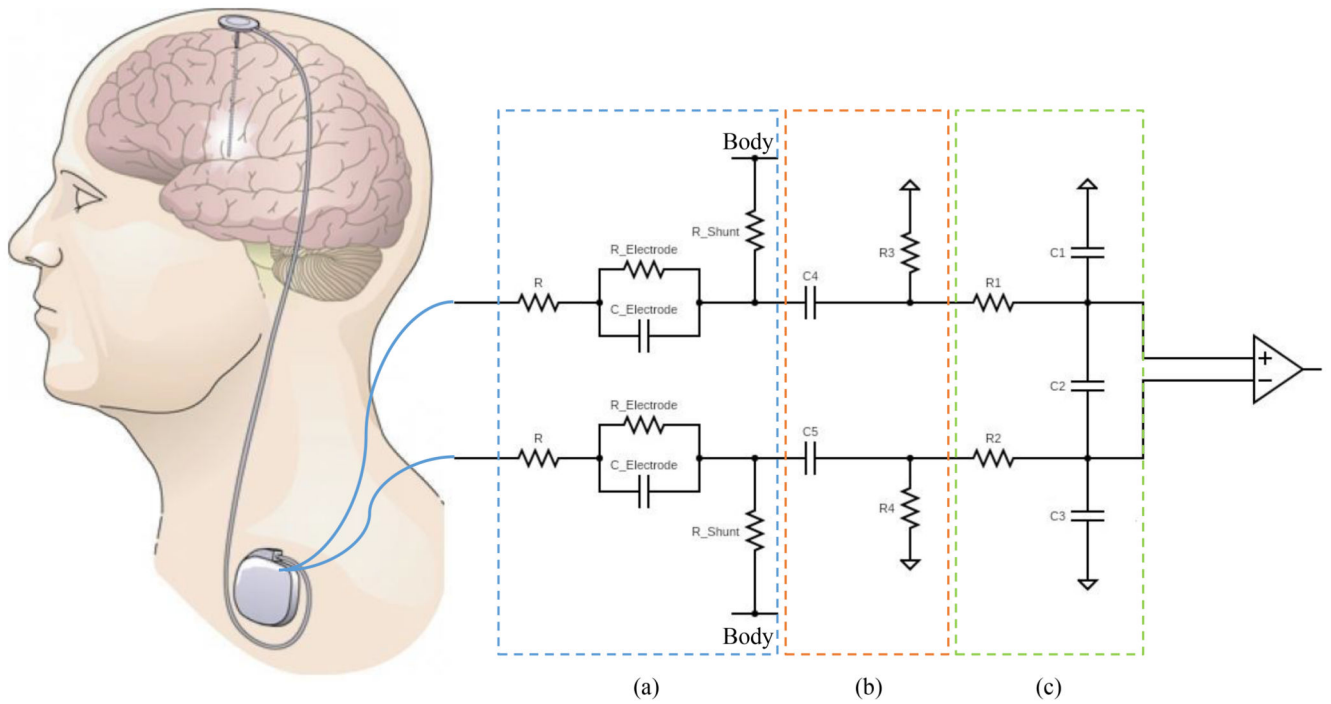 Body
R_Shunt
R_Electrode
R
C_Electrode
C4
R3
R1
C1
C2
R_Electrode
R
C_Electrode
C5
R2
R_Shunt
R4
C3
Body
+
−
(a)
(b)
(c)